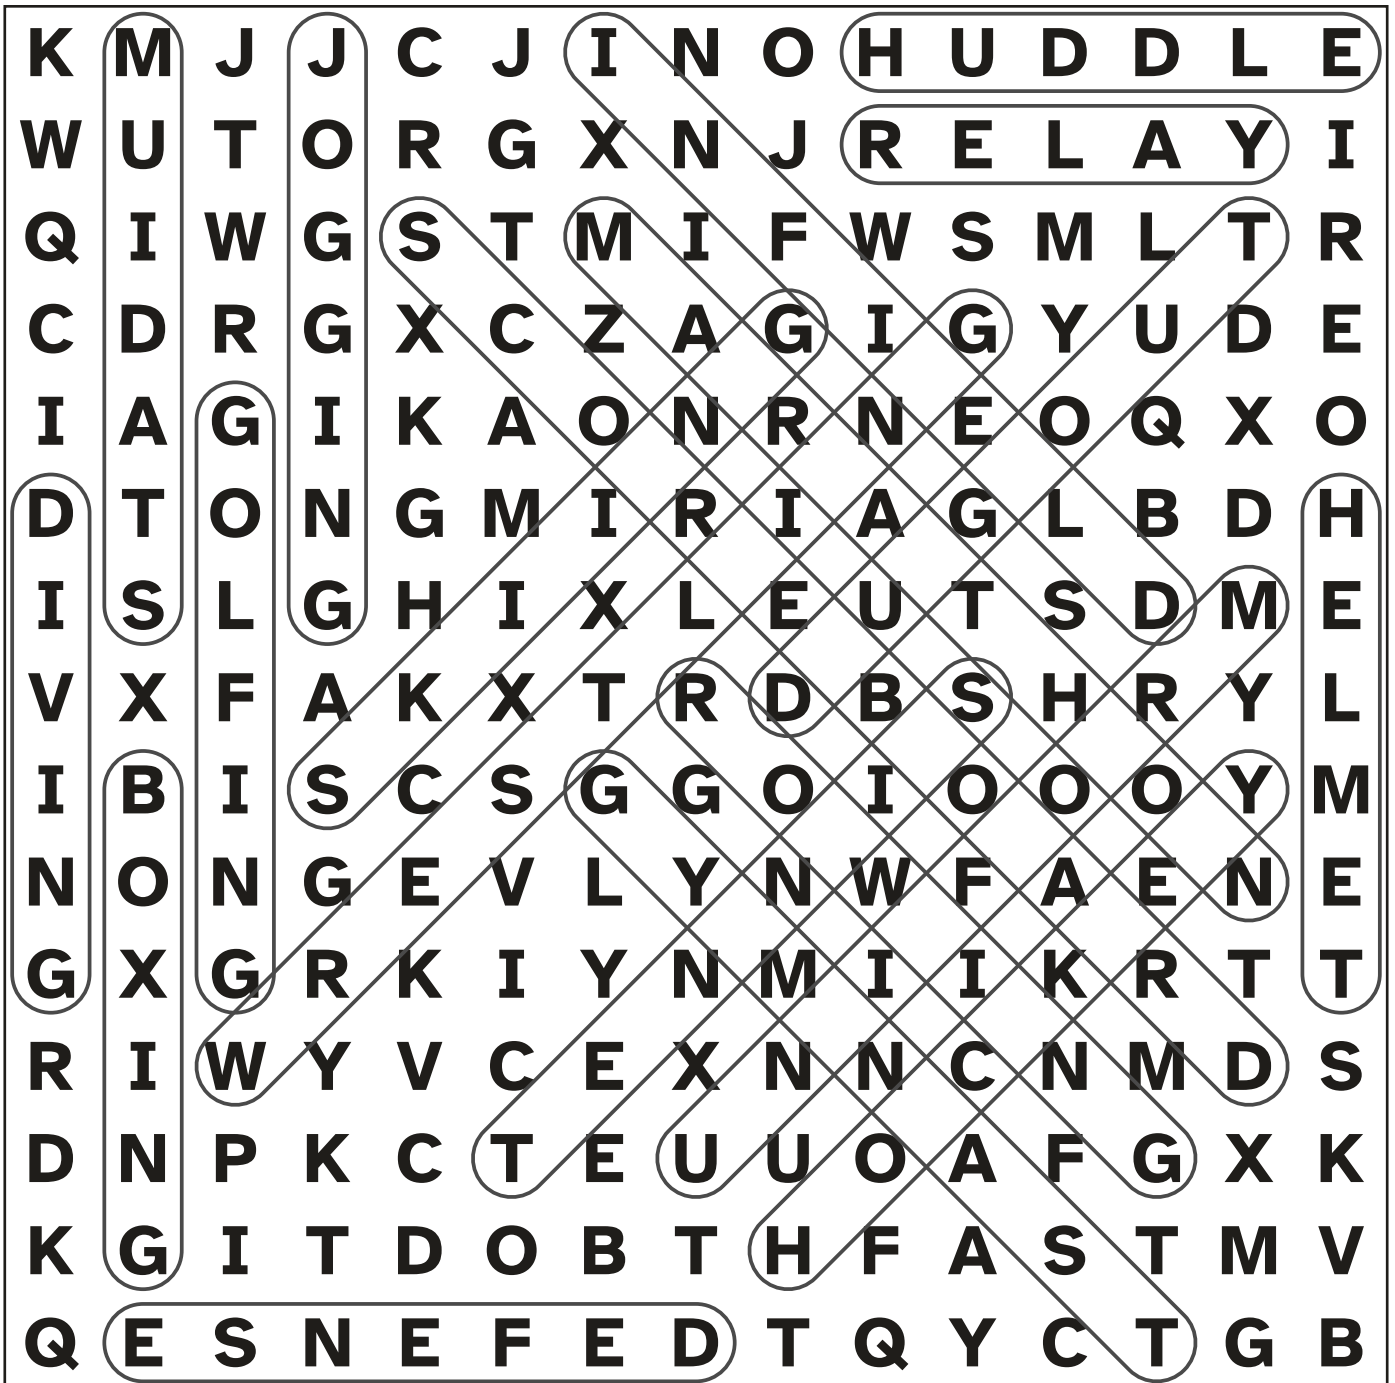 K M J J C J I N O H U D D L E
W U T O R G X N J R E L A Y I
Q I W G S T M I F W S M L T R
C D R G X C Z A G I G Y U D E
I A G I K A O N R N E O Q X O
D T O N G M I R I A G L B D H
I S L G H I X L E U T S D M E
V X F A K X T R D B S H R Y L
I B I S C S G G O I O O O Y M
N O N G E V L Y N W F A E N E
G X G R K I Y N M I I K R T T
R I W Y V C E X N N C N M D S
D N P K C T E U U O A F G X K
K G I T D O B T H F A S T M V
Q E S N E F E D T Q Y C T G B